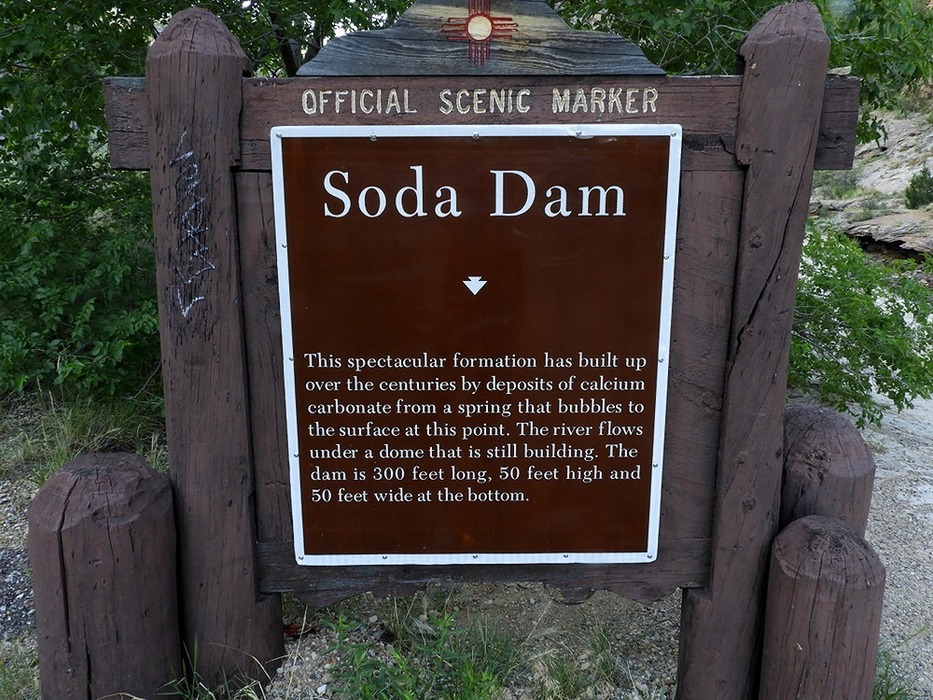 OFFICIAL SCENIC MARKER
Soda Dam
This spectacular formation has built up
over the centuries by deposits of calcium
carbonate from a spring that bubbles to
the surface at this point. The river flows
under a dome that is still building. The
dam is 300 feet long, 50 feet high and
50 feet wide at the bottom.